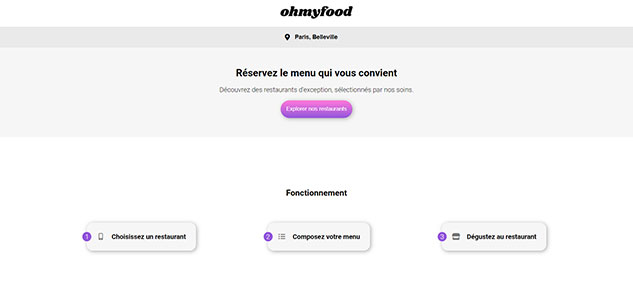 ohmyfood
Paris, Belleville
Réservez le menu qui vous convient
Découvrez des restaurants d'exception, sélectionnés par nos soins.
Explorer nos restaurants
Fonctionnement
1 Choisissez un restaurant
2 Composez votre menu
3 Dégustez au restaurant